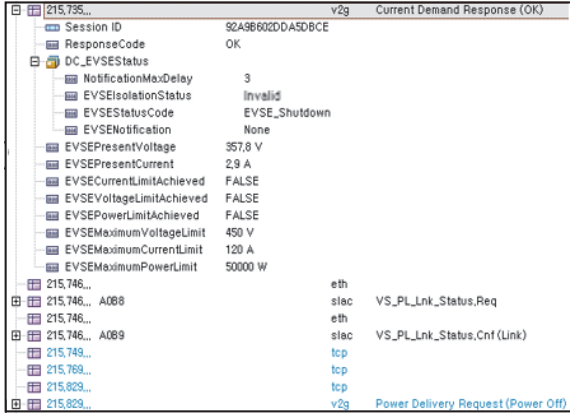 215,735... v2g Current Demand Response (OK)
Session ID 92A9B602DDA5DBCE
ResponseCode OK
DC_EVSEStatus
NotificationMaxDelay 3
EVSEIsolationStatus Invalid
EVSEStatusCode EVSE_Shutdown
EVSENotification None
EVSEPresentVoltage 357,8 V
EVSEPresentCurrent 2,9 A
EVSECurrentLimitAchieved FALSE
EVSEVoltageLimitAchieved FALSE
EVSEPowerLimitAchieved FALSE
EVSEMaximumVoltageLimit 450 V
EVSEMaximumCurrentLimit 120 A
EVSEMaximumPowerLimit 50000 W
215,746... eth
215,746... A0B8 slac VS_PL_Lnk_Status,Req
215,746... eth
215,746... A0B9 slac VS_PL_Lnk_Status,Cnf (Link)
215,749... tcp
215,769... tcp
215,829... tcp
215,829... v2g Power Delivery Request (Power Off)